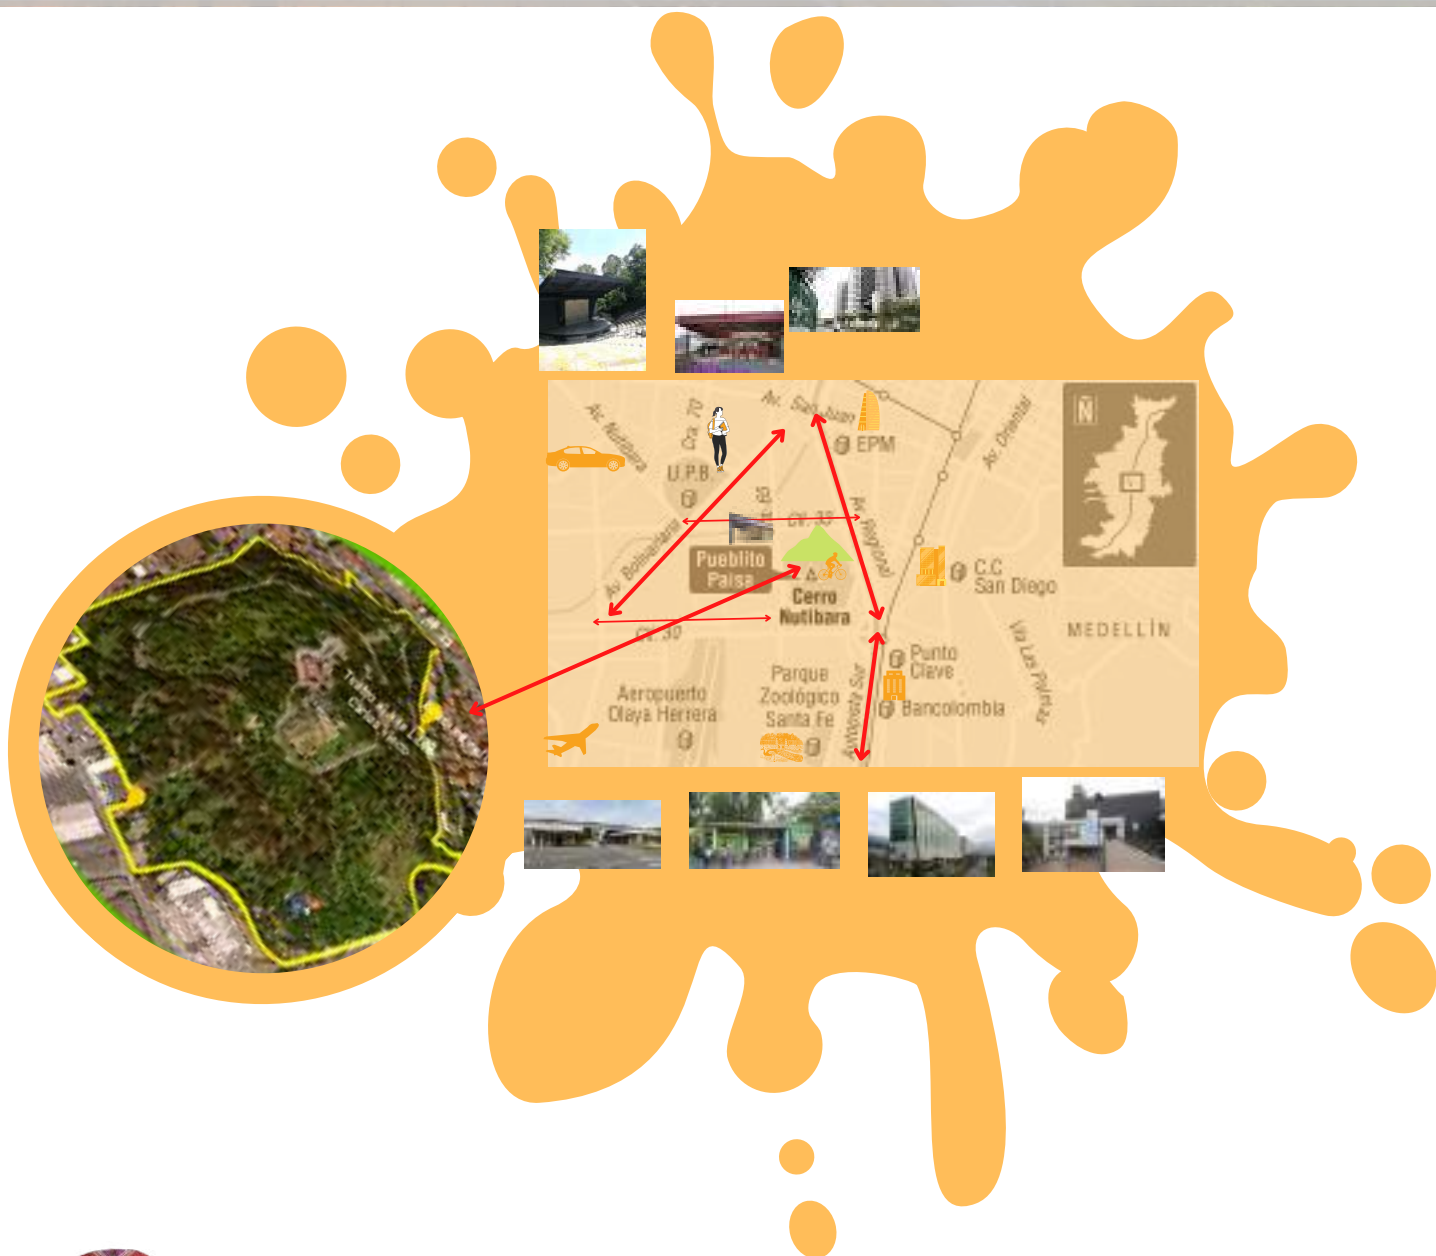 Av. Nutibara
Cra. 70
Av. San Juan
EPM
Av. Oriental
Ñ
U.P.B.
65
Cl. 33
Av. Regional
Av. Bolivariana
Pueblito
Paisa
C.C
San Diego
Cerro
Nutibara
Cl. 30
MEDELLÍN
Punto
Clave
Vía Las Palmas
Parque
Zoológico
Santa Fe
Aeropuerto
Olaya Herrera
Autopista Sur
Bancolombia